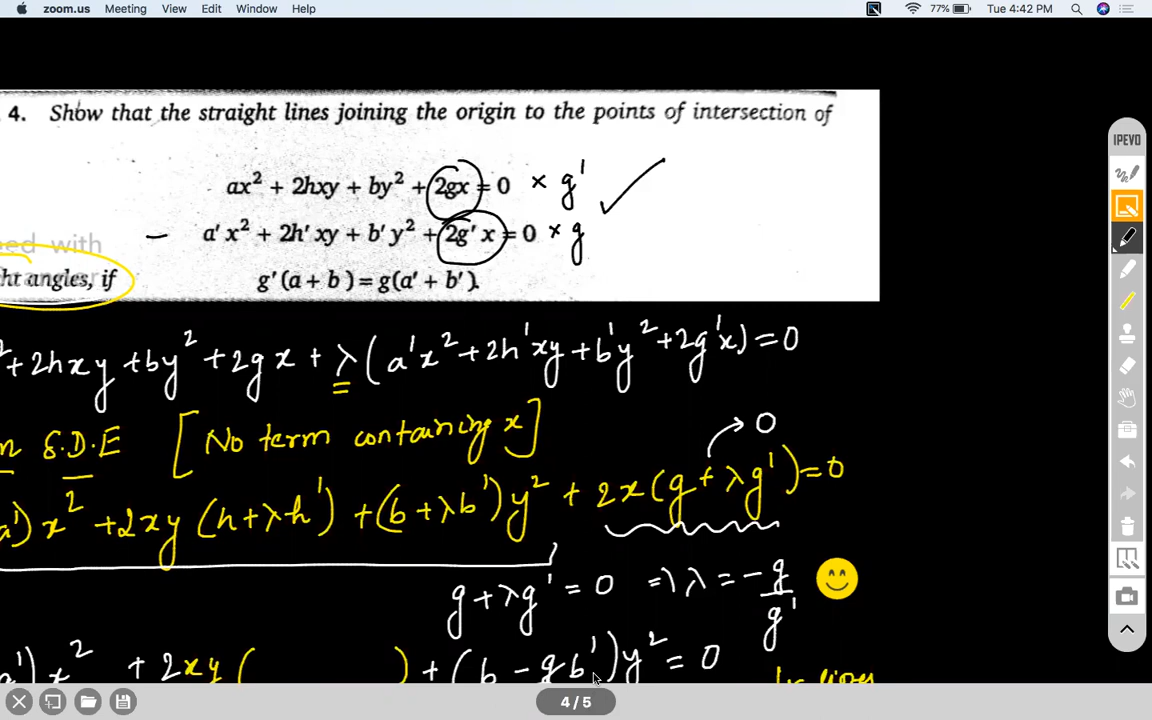 zoom.us Meeting View Edit Window Help 77% Tue 4:42 PM
4. Show that the straight lines joining the origin to the points of intersection of
IPEVO
ax² + 2hxy + by² + 2gx = 0 × g'
− a'x² + 2h'xy + b'y² + 2g'x = 0 × g
ed with
ht angles, if g'(a + b) = g(a' + b').
+2hxy + by² + 2gx + λ(a'x² + 2h'xy + b'y² + 2g'x) = 0
S.D.E [No term containing x]
0
a')x² + 2xy(h + λh') + (b + λb')y² + 2x(g + λg') = 0
g + λg' = 0 ⇒ λ = −g/g'
a')x² + 2xy( ) + (b − gb')y² = 0
4 / 5